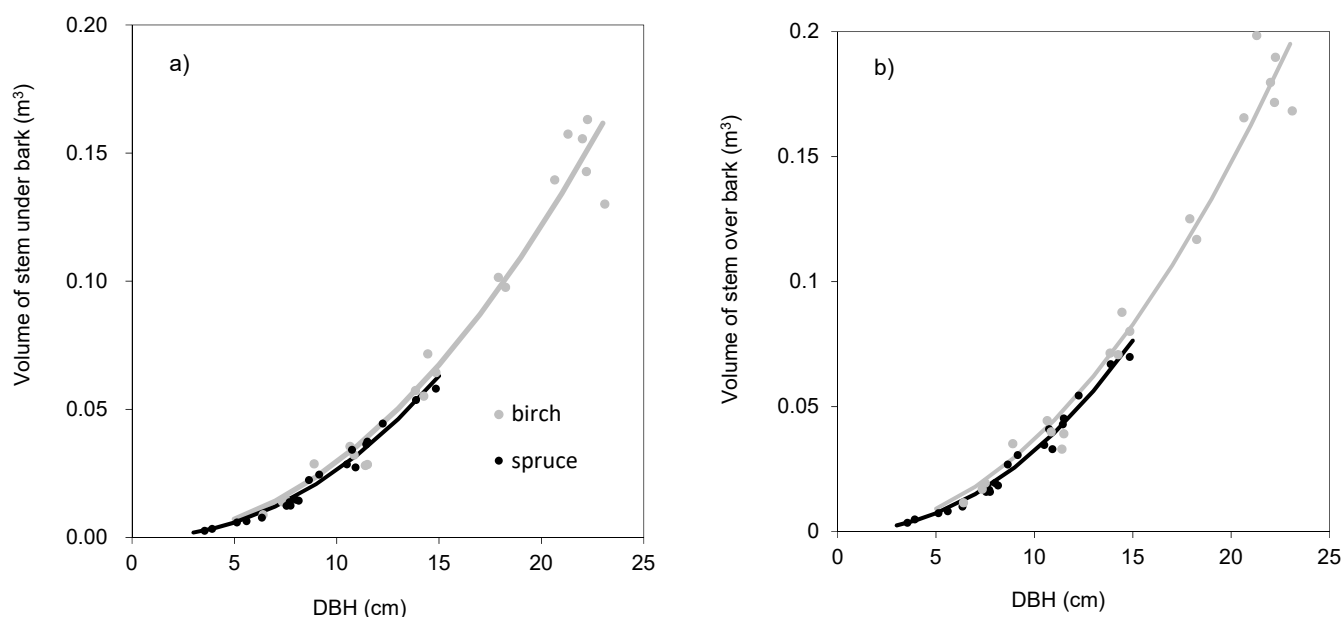 a)
Volume of stem under bark (m³)
0.20
0.15
0.10
0.05
0.00
0 5 10 15 20 25
DBH (cm)
birch
spruce
b)
Volume of stem over bark (m³)
0.2
0.15
0.1
0.05
0
0 5 10 15 20 25
DBH (cm)